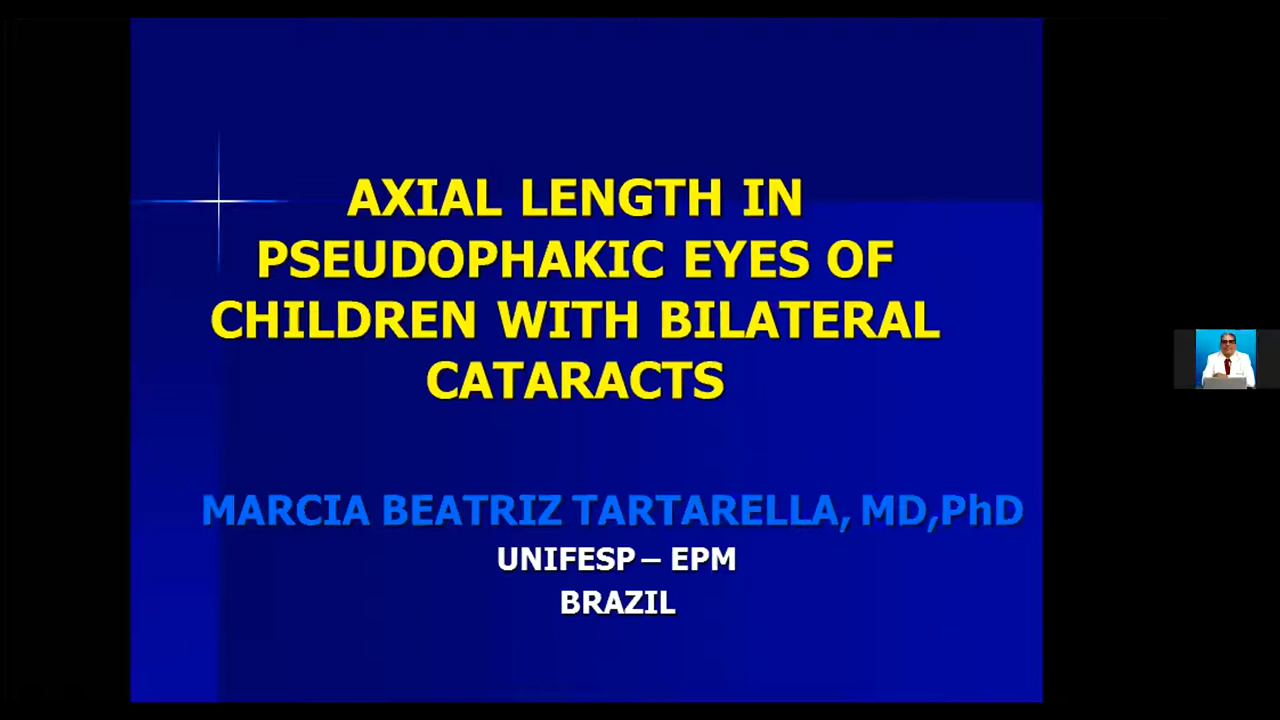 AXIAL LENGTH IN
PSEUDOPHAKIC EYES OF
CHILDREN WITH BILATERAL
CATARACTS
MARCIA BEATRIZ TARTARELLA, MD,PhD
UNIFESP – EPM
BRAZIL